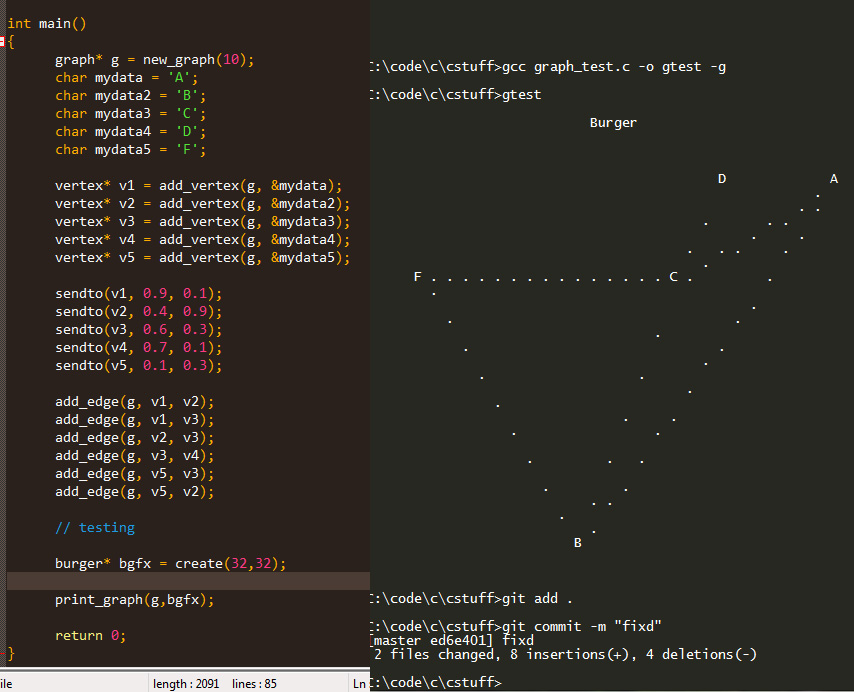 int main()
{
graph* g = new_graph(10);
char mydata = 'A';
char mydata2 = 'B';
char mydata3 = 'C';
char mydata4 = 'D';
char mydata5 = 'F';
vertex* v1 = add_vertex(g, &mydata);
vertex* v2 = add_vertex(g, &mydata2);
vertex* v3 = add_vertex(g, &mydata3);
vertex* v4 = add_vertex(g, &mydata4);
vertex* v5 = add_vertex(g, &mydata5);
sendto(v1, 0.9, 0.1);
sendto(v2, 0.4, 0.9);
sendto(v3, 0.6, 0.3);
sendto(v4, 0.7, 0.1);
sendto(v5, 0.1, 0.3);
add_edge(g, v1, v2);
add_edge(g, v1, v3);
add_edge(g, v2, v3);
add_edge(g, v3, v4);
add_edge(g, v5, v3);
add_edge(g, v5, v2);
// testing
burger* bgfx = create(32,32);
print_graph(g,bgfx);
return 0;
}
ile length : 2091 lines : 85 Ln
C:\code\c\cstuff>gcc graph_test.c -o gtest -g
C:\code\c\cstuff>gtest
Burger
D A
F . . . . . . . . . . . . . . . C .
B
C:\code\c\cstuff>git add .
C:\code\c\cstuff>git commit -m "fixd"
[master ed6e401] fixd
2 files changed, 8 insertions(+), 4 deletions(-)
C:\code\c\cstuff>